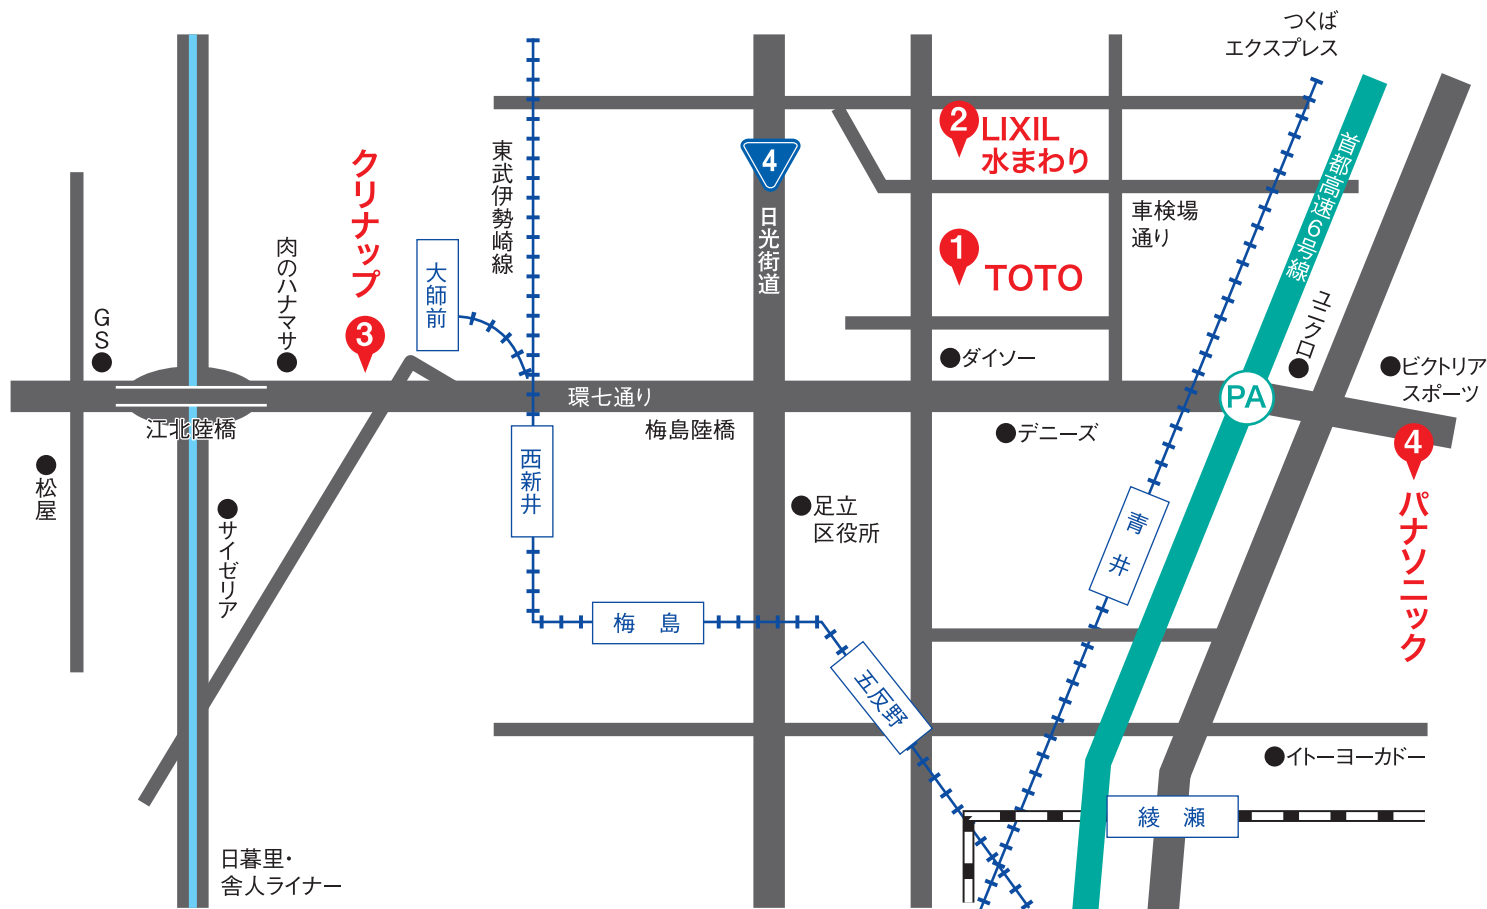 つくば
エクスプレス
2
LIXIL
水まわり
4
首都高速6号線
東武伊勢崎線
クリナップ
3
車検場
通り
日光街道
1
TOTO
肉のハナマサ
大師前
GS
ユニクロ
ダイソー
ビクトリア
スポーツ
PA
環七通り
江北陸橋
梅島陸橋
デニーズ
4
パナソニック
西新井
松屋
サイゼリア
足立
区役所
青井
梅島
五反野
イトーヨーカドー
綾瀬
日暮里・
舎人ライナー